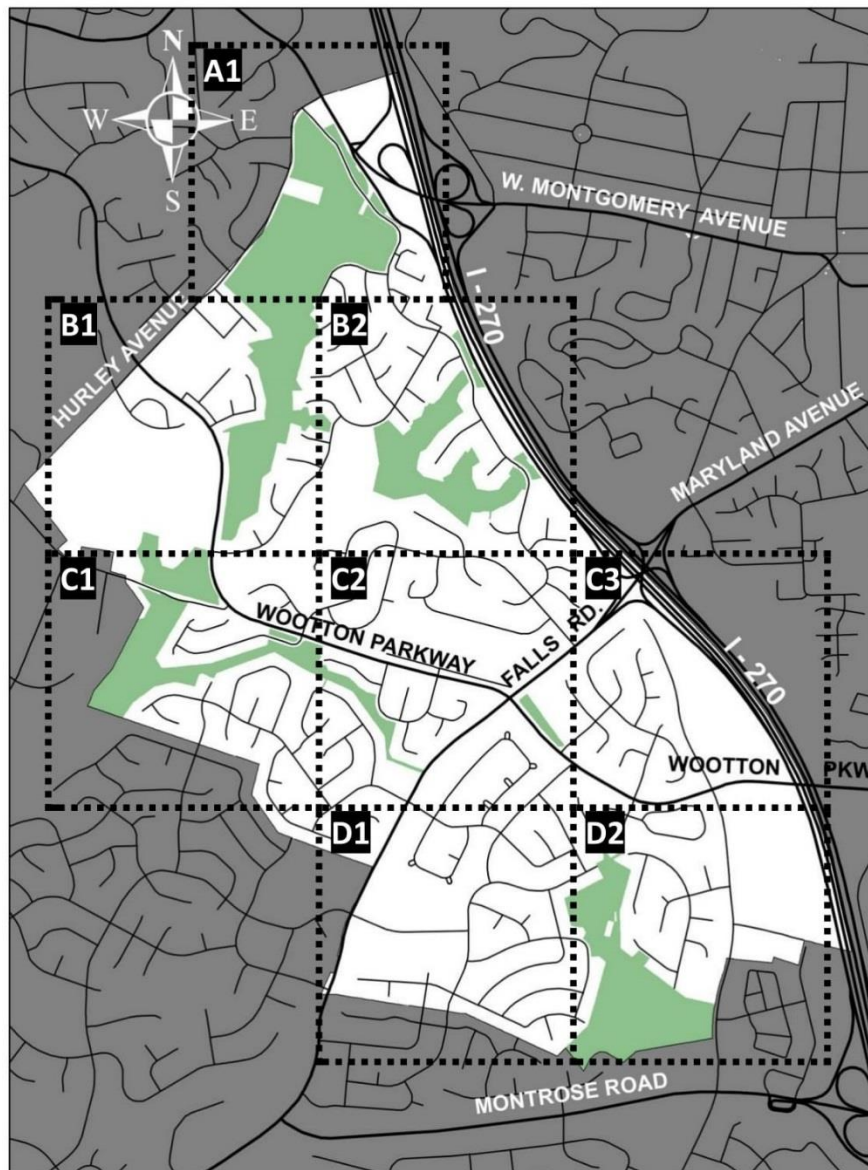 N
A1
W
E
S
W. MONTGOMERY AVENUE
B1
B2
I - 270
HURLEY AVENUE
MARYLAND AVENUE
C1
C2
C3
WOOTTON PARKWAY
FALLS RD.
I - 270
WOOTTON PKW
D1
D2
MONTROSE ROAD